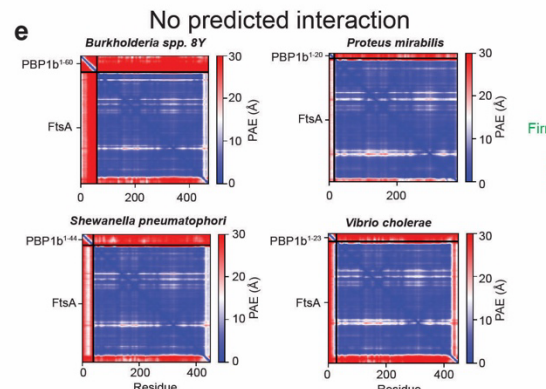 e
No predicted interaction
Burkholderia spp. 8Y
PBP1b1-60
FtsA
0 200 400
30
20
10
0
PAE (Å)
Proteus mirabilis
PBP1b1-20
FtsA
200
30
20
10
0
PAE (Å)
Firr
Shewanella pneumatophori
PBP1b1-44
FtsA
0 200 400
Residue
30
20
10
0
PAE (Å)
Vibrio cholerae
PBP1b1-23
FtsA
0 200 400
Residue
30
20
10
0
PAE (Å)